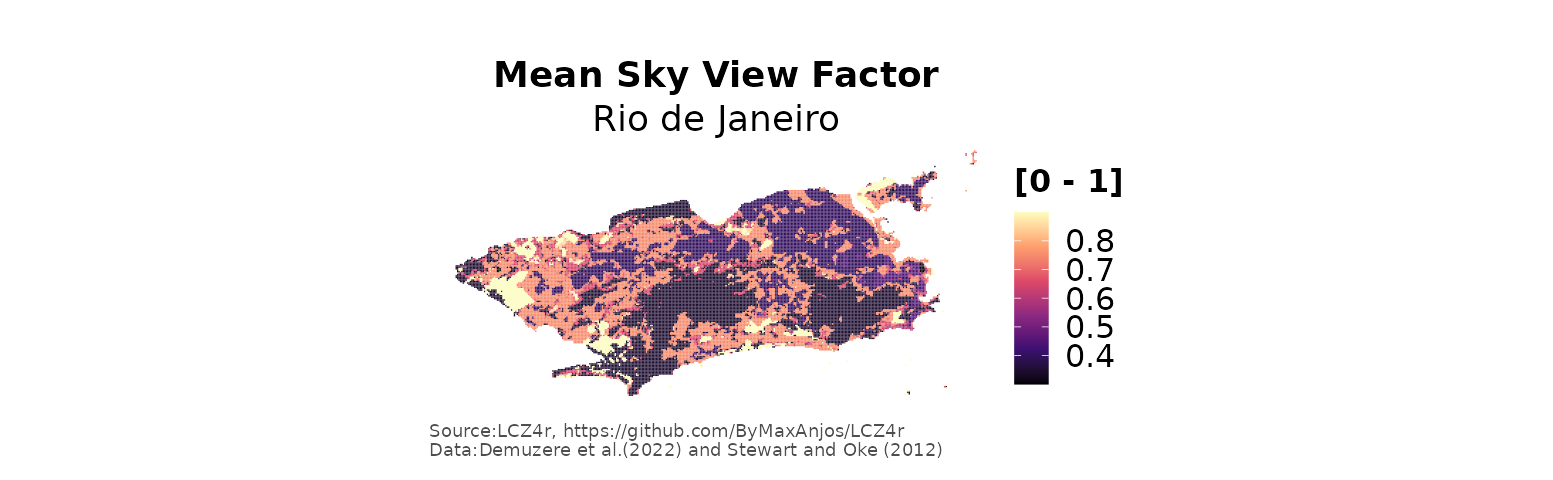 Mean Sky View Factor
Rio de Janeiro
[0 - 1]
0.8
0.7
0.6
0.5
0.4
Source:LCZ4r, https://github.com/ByMaxAnjos/LCZ4r
Data:Demuzere et al.(2022) and Stewart and Oke (2012)